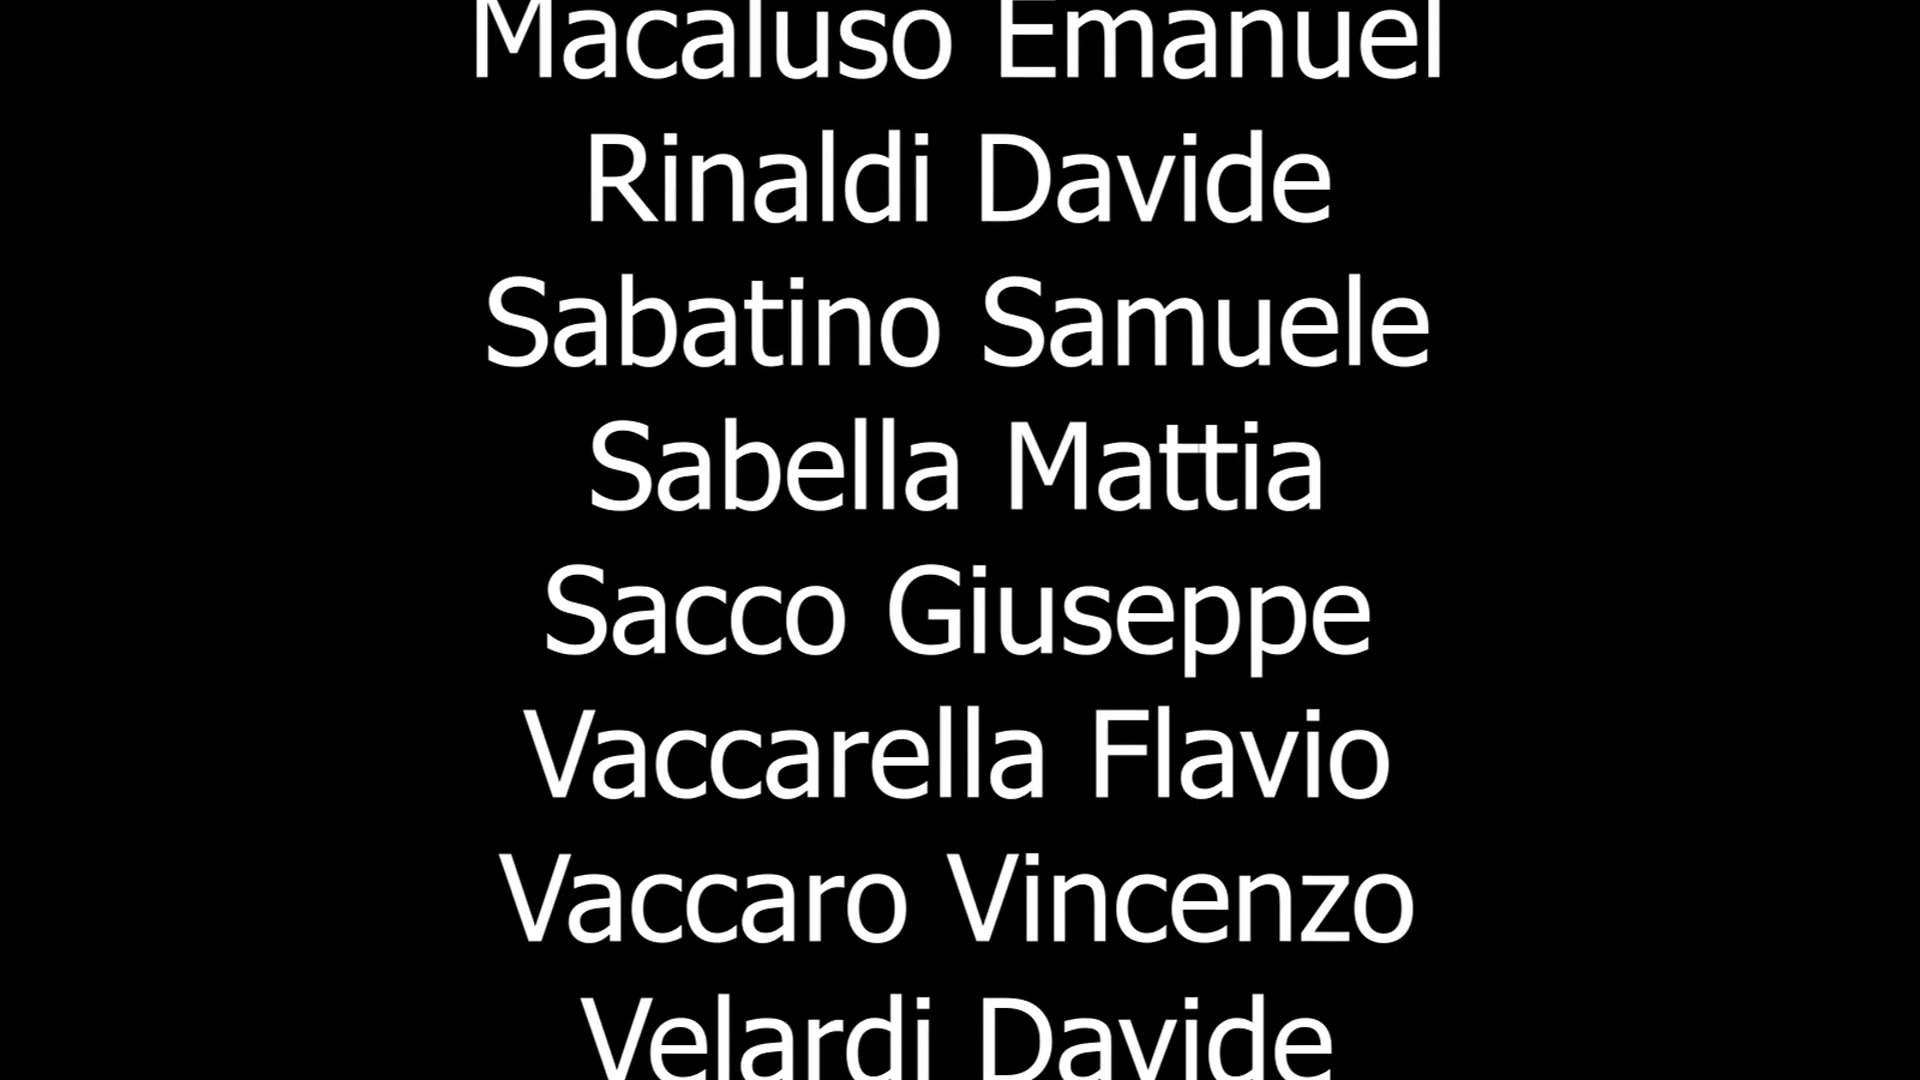 Macaluso Emanuel
Rinaldi Davide
Sabatino Samuele
Sabella Mattia
Sacco Giuseppe
Vaccarella Flavio
Vaccaro Vincenzo
Velardi Davide